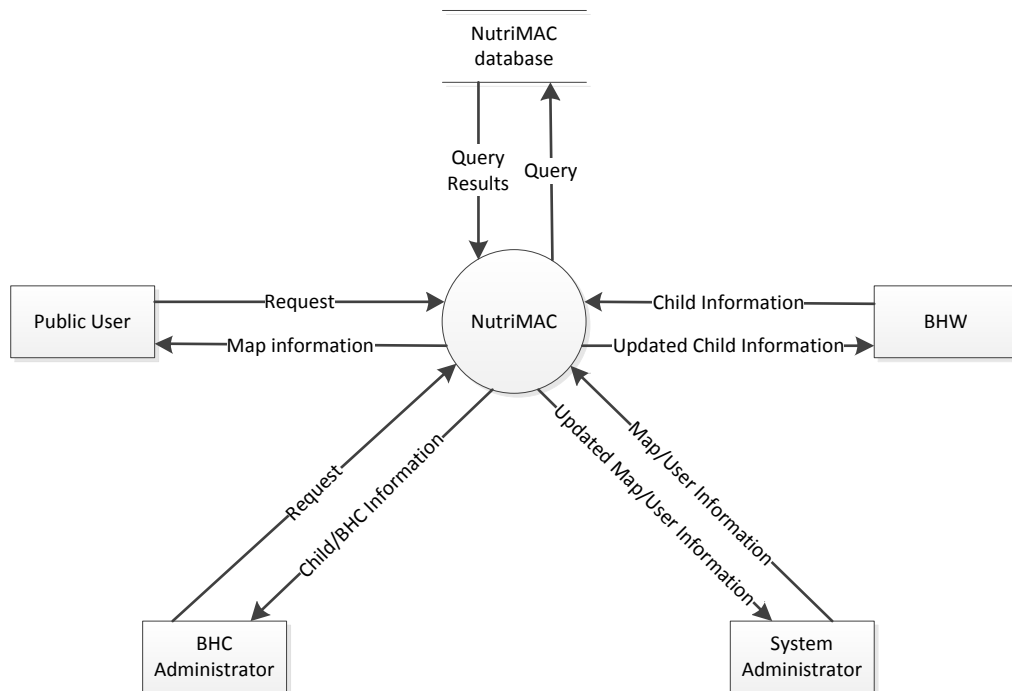 NutriMAC
database
Query
Results
Query
Request
Child Information
Public User
NutriMAC
BHW
Map information
Updated Child Information
Request
Child/BHC Information
Updated Map/User Information
Map/User Information
BHC
Administrator
System
Administrator